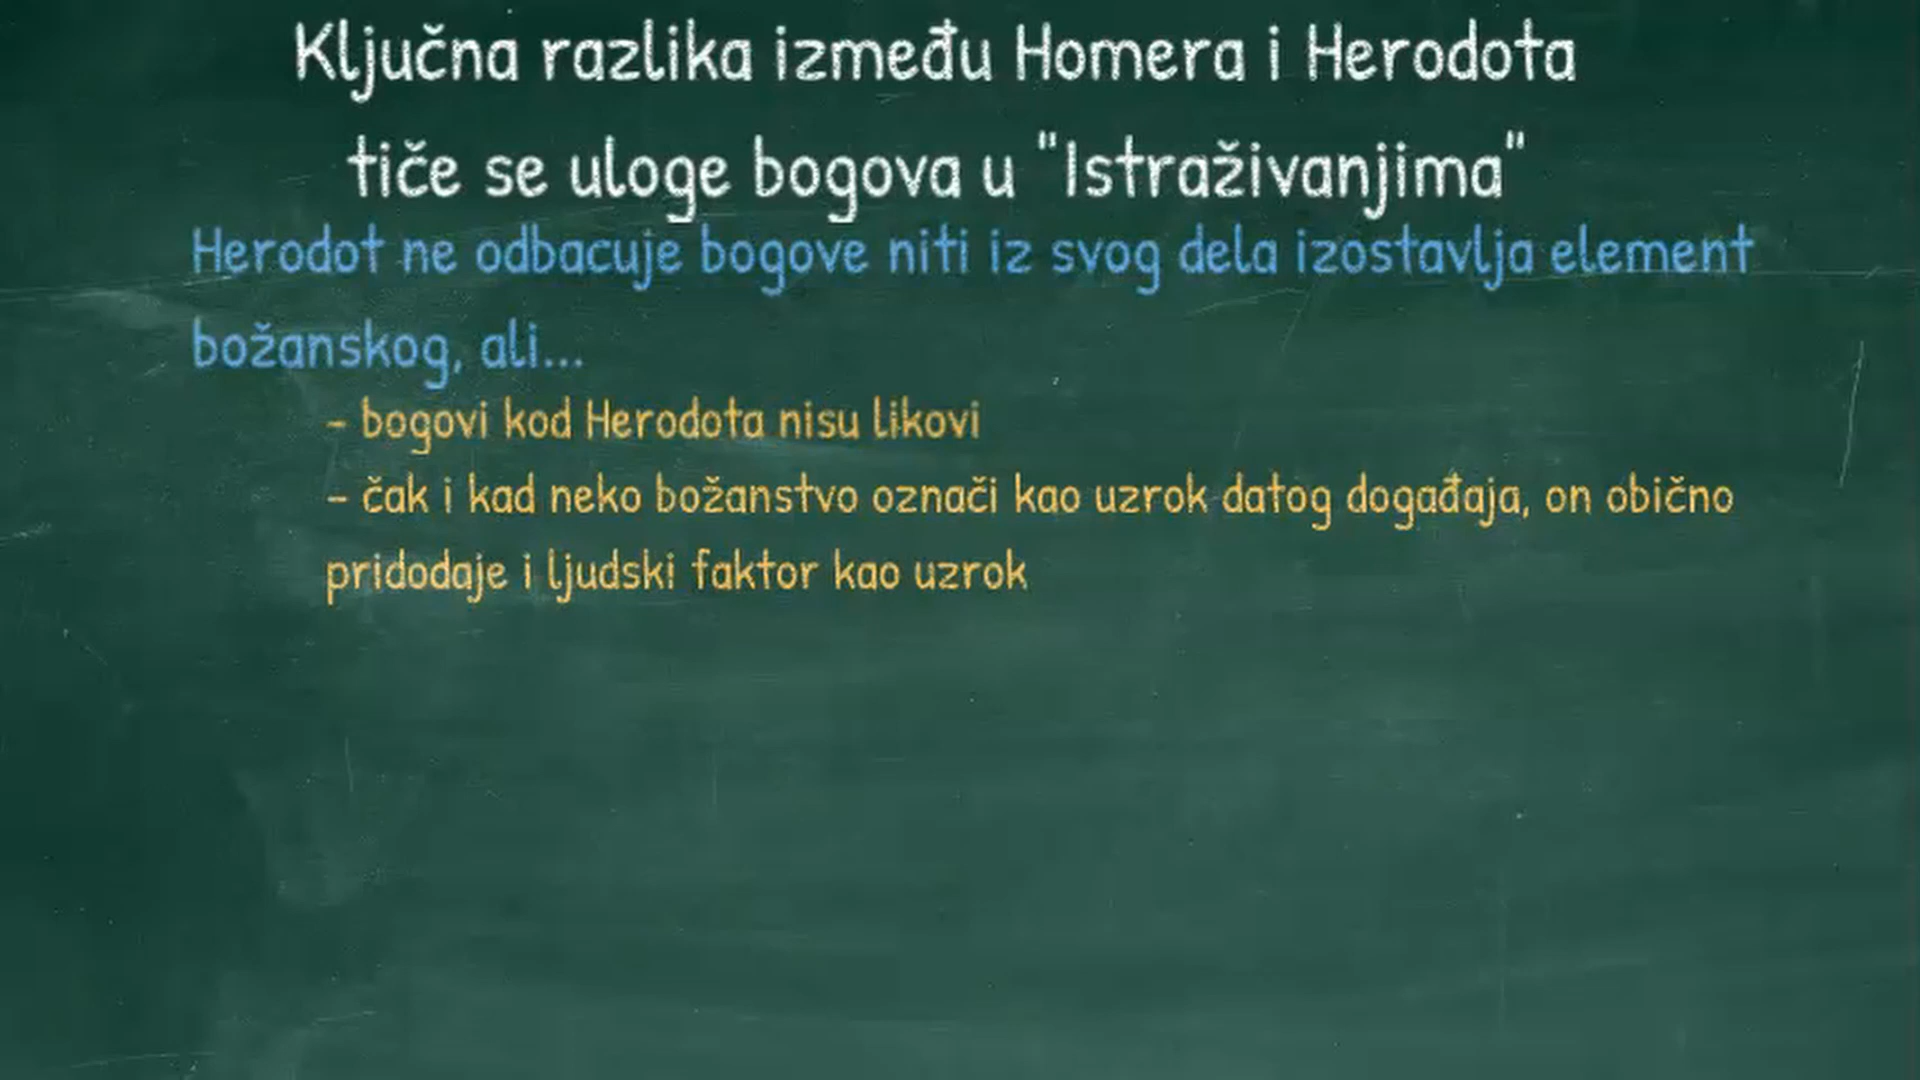 Ključna razlika između Homera i Herodota
tiče se uloge bogova u "Istraživanjima"
Herodot ne odbacuje bogove niti iz svog dela izostavlja element
božanskog, ali...
- bogovi kod Herodota nisu likovi
- čak i kad neko božanstvo označi kao uzrok datog događaja, on obično
pridodaje i ljudski faktor kao uzrok